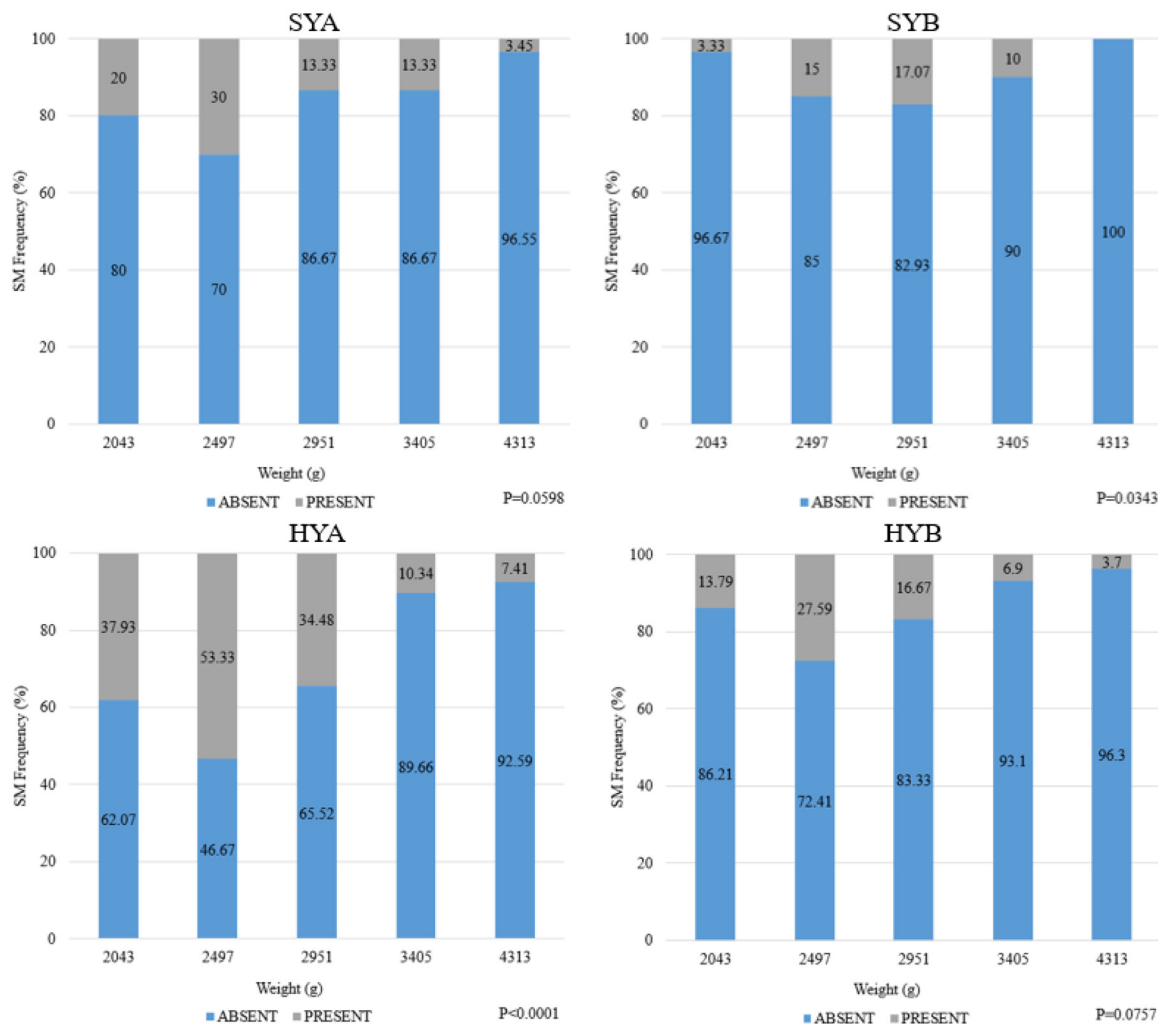 SYA
SM Frequency (%)
100
80
60
40
20
0
20
30
13.33
13.33
3.45
80
70
86.67
86.67
96.55
2043 2497 2951 3405 4313
Weight (g)
ABSENT PRESENT
P=0.0598
SYB
SM Frequency (%)
100
80
60
40
20
0
3.33
15
17.07
10
96.67
85
82.93
90
100
2043 2497 2951 3405 4313
Weight (g)
ABSENT PRESENT
P=0.0343
HYA
SM Frequency (%)
100
80
60
40
20
0
37.93
53.33
34.48
10.34
7.41
62.07
46.67
65.52
89.66
92.59
2043 2497 2951 3405 4313
Weight (g)
ABSENT PRESENT
P<0.0001
HYB
SM Frequency (%)
100
80
60
40
20
0
13.79
27.59
16.67
6.9
3.7
86.21
72.41
83.33
93.1
96.3
2043 2497 2951 3405 4313
Weight (g)
ABSENT PRESENT
P=0.0757